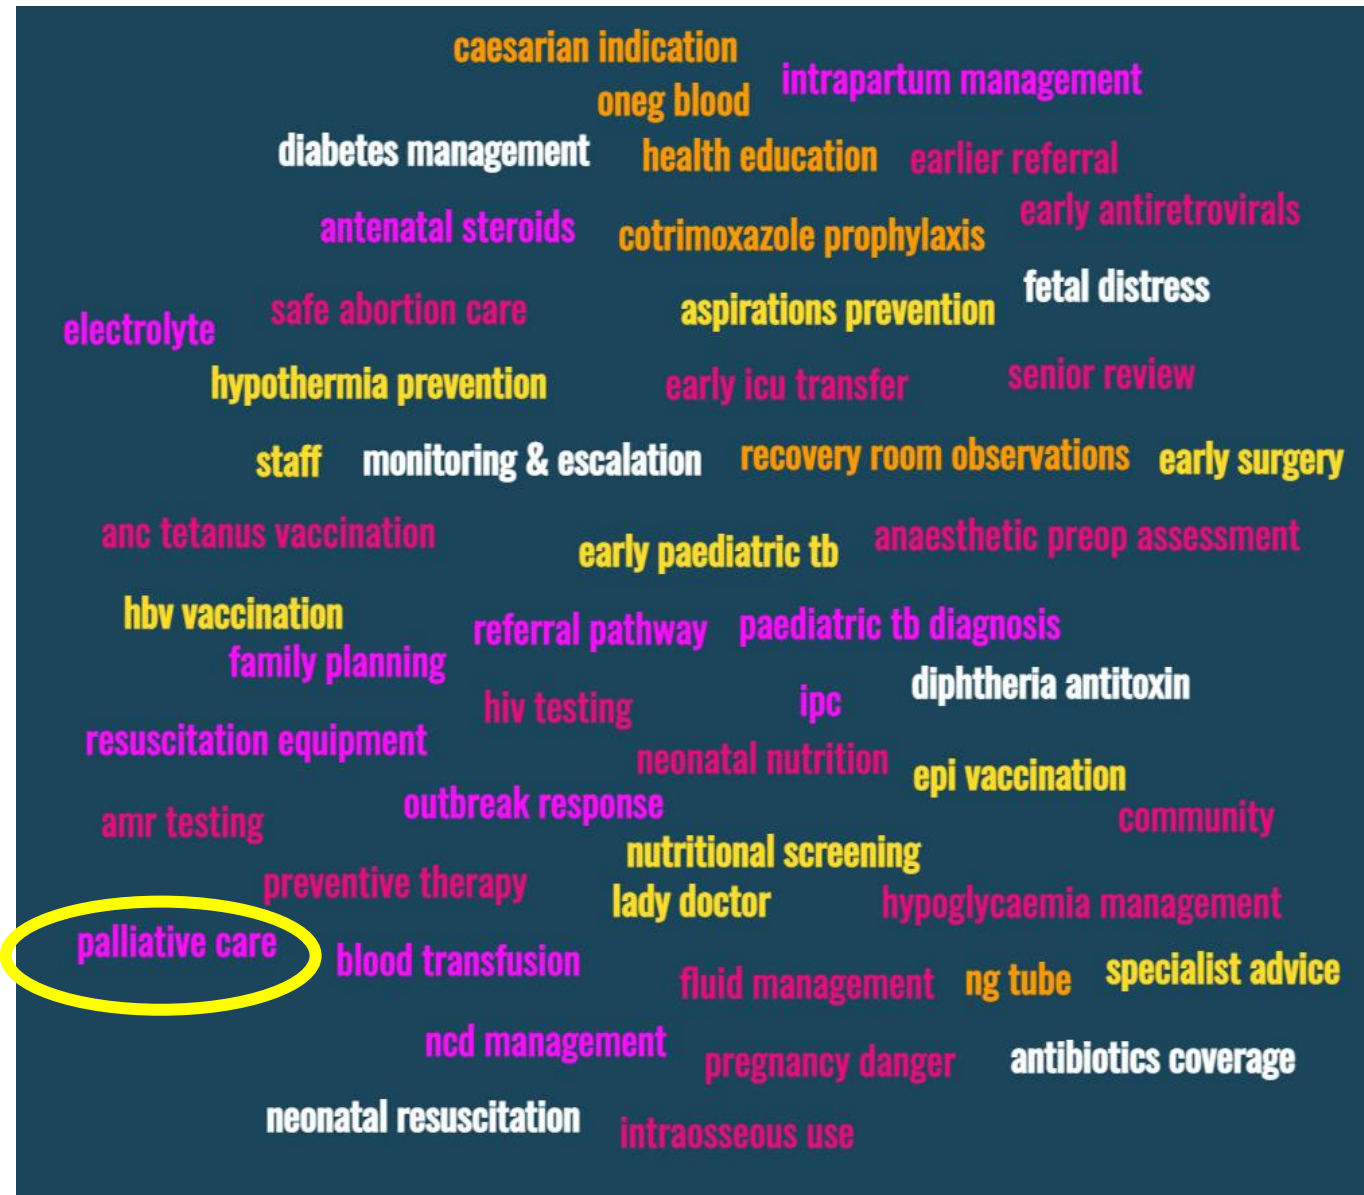 caesarian indication
intrapartum management
oneg blood
diabetes management
health education
earlier referral
early antiretrovirals
antenatal steroids
cotrimoxazole prophylaxis
fetal distress
safe abortion care
aspirations prevention
electrolyte
hypothermia prevention
early icu transfer
senior review
staff
monitoring & escalation
recovery room observations
early surgery
anc tetanus vaccination
early paediatric tb
anaesthetic preop assessment
hbv vaccination
referral pathway
paediatric tb diagnosis
family planning
diphtheria antitoxin
hiv testing
ipc
resuscitation equipment
neonatal nutrition
epi vaccination
outbreak response
amr testing
community
nutritional screening
preventive therapy
lady doctor
hypoglycaemia management
palliative care
blood transfusion
fluid management
ng tube
specialist advice
ncd management
pregnancy danger
antibiotics coverage
neonatal resuscitation
intraosseous use